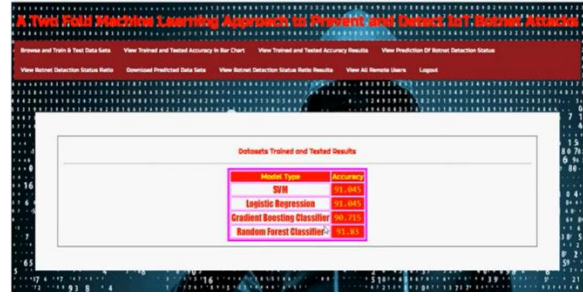 A Two Fold Machine Learning Approach to Prevent and Detect IoT Botnet Attacks
Browse and Train & Test Data Sets View Trained and Tested Accuracy in Bar Chart View Trained and Tested Accuracy Results View Prediction Of Botnet Detection Status
View Botnet Detection Status Ratio Download Predicted Data Sets View Botnet Detection Status Ratio Results View All Remote Users Logout
Datasets Trained and Tested Results
Model Type Accuracy
SVM 91.045
Logistic Regression 91.045
Gradient Boosting Classifier 90.715
Random Forest Classifier 91.83